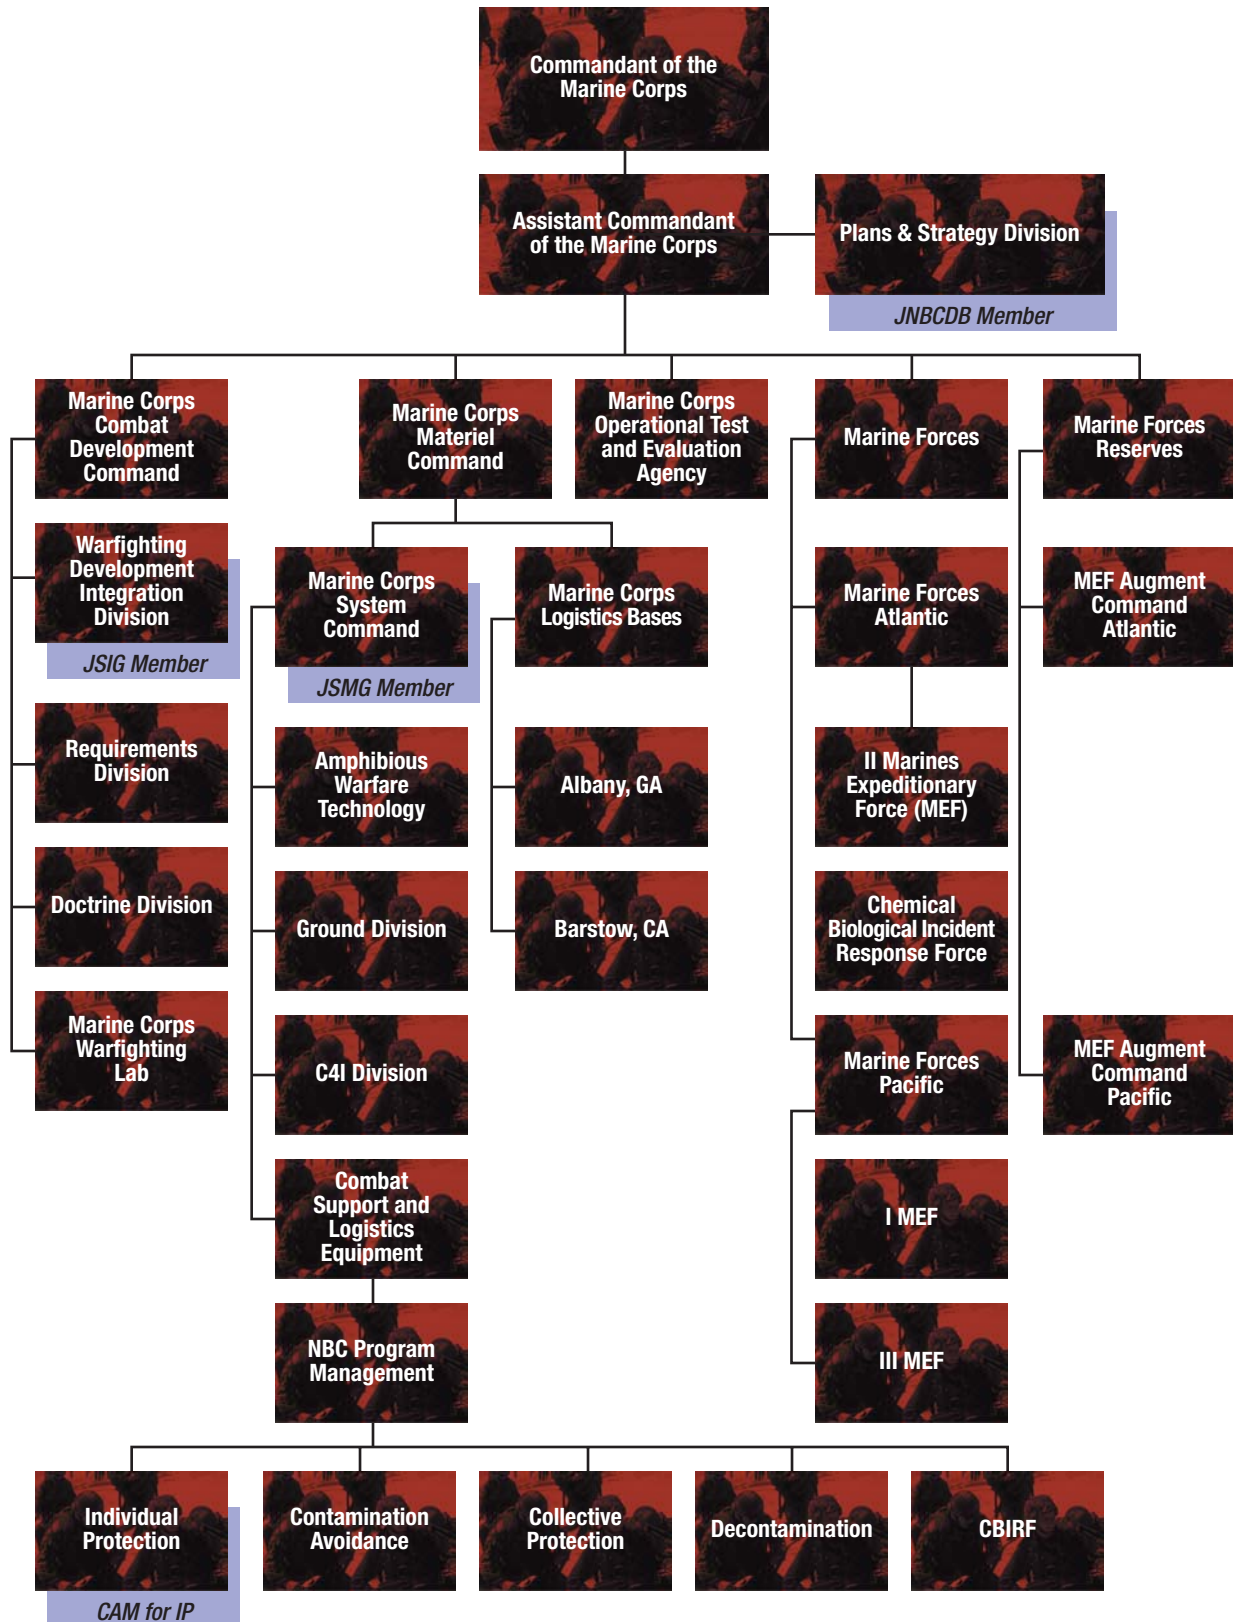 Commandant of the
Marine Corps
Assistant Commandant
of the Marine Corps
Plans & Strategy Division
JNBCDB Member
Marine Corps
Combat
Development
Command
Marine Corps
Materiel
Command
Marine Corps
Operational Test
and Evaluation
Agency
Marine Forces
Marine Forces
Reserves
Warfighting
Development
Integration
Division
JSIG Member
Marine Corps
System
Command
JSMG Member
Marine Corps
Logistics Bases
Marine Forces
Atlantic
MEF Augment
Command
Atlantic
Requirements
Division
Amphibious
Warfare
Technology
Albany, GA
II Marines
Expeditionary
Force (MEF)
Doctrine Division
Ground Division
Barstow, CA
Chemical
Biological Incident
Response Force
Marine Corps
Warfighting
Lab
C4I Division
Marine Forces
Pacific
MEF Augment
Command
Pacific
Combat
Support and
Logistics
Equipment
I MEF
NBC Program
Management
III MEF
Individual
Protection
CAM for IP
Contamination
Avoidance
Collective
Protection
Decontamination
CBIRF